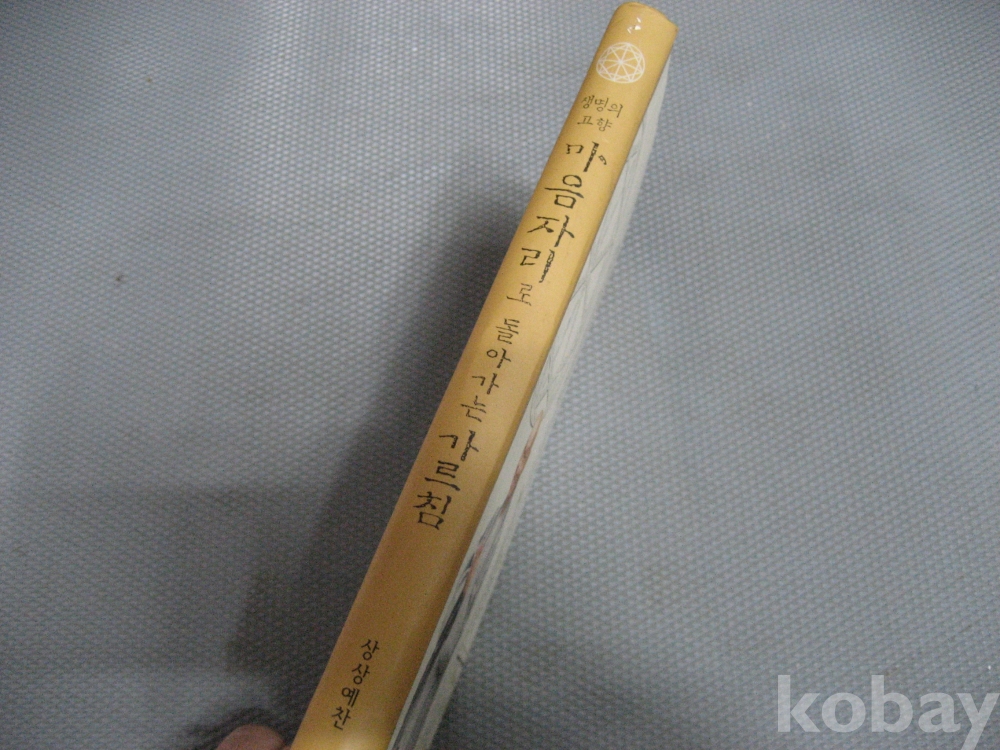 생명의
고향
마음자리로 돌아가는 가르침
상상예찬
kobay